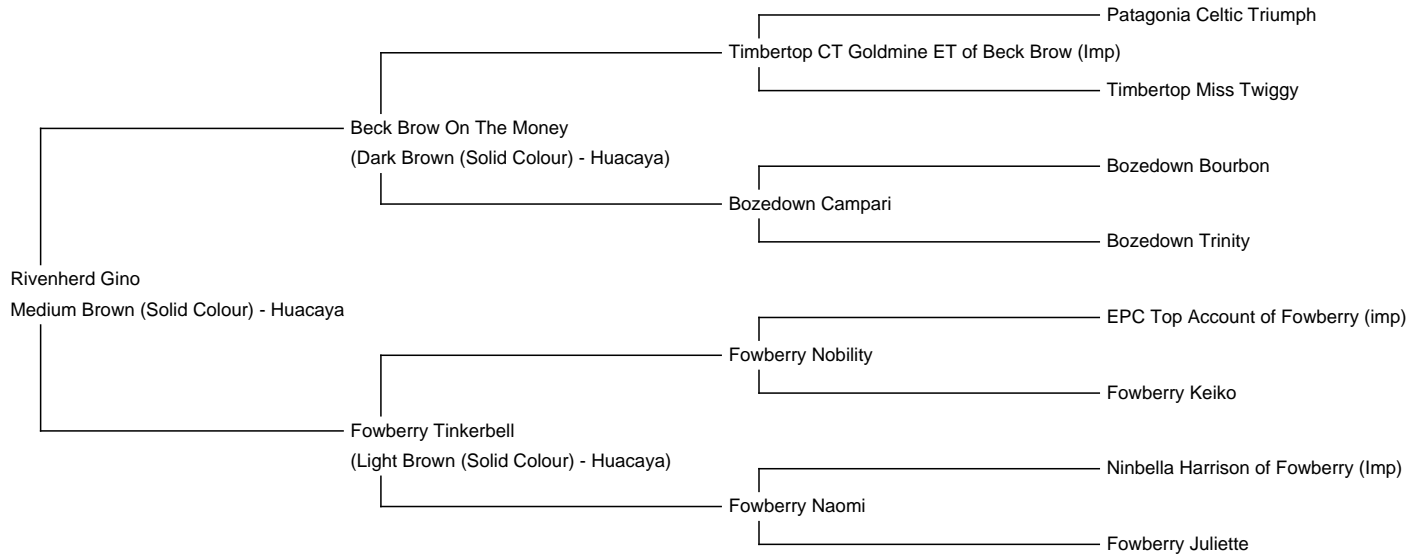 Patagonia Celtic Triumph
Timbertop CT Goldmine ET of Beck Brow (Imp)
Timbertop Miss Twiggy
Beck Brow On The Money
(Dark Brown (Solid Colour) - Huacaya)
Bozedown Bourbon
Bozedown Campari
Bozedown Trinity
Rivenherd Gino
Medium Brown (Solid Colour) - Huacaya
EPC Top Account of Fowberry (imp)
Fowberry Nobility
Fowberry Keiko
Fowberry Tinkerbell
(Light Brown (Solid Colour) - Huacaya)
Ninbella Harrison of Fowberry (Imp)
Fowberry Naomi
Fowberry Juliette